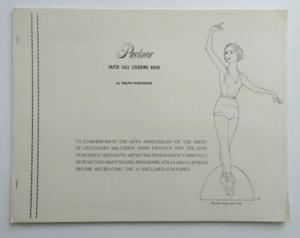 Pavlova
PAPER DOLL COLORING BOOK
by RALPH HODGDON
TO COMMEMORATE THE 100TH ANNIVERSARY OF THE BIRTH
OF LEGENDARY BALLERINA ANNA PAVLOVA AND THE 50TH
YEAR SINCE HER DEATH, ARTIST RALPH HODGDON CAREFULLY
RESEARCHED MANY BOOKS, PROGRAMS, STILLS AND CLIPPINGS
BEFORE RECREATING THE 30 ENCLOSED COSTUMES.